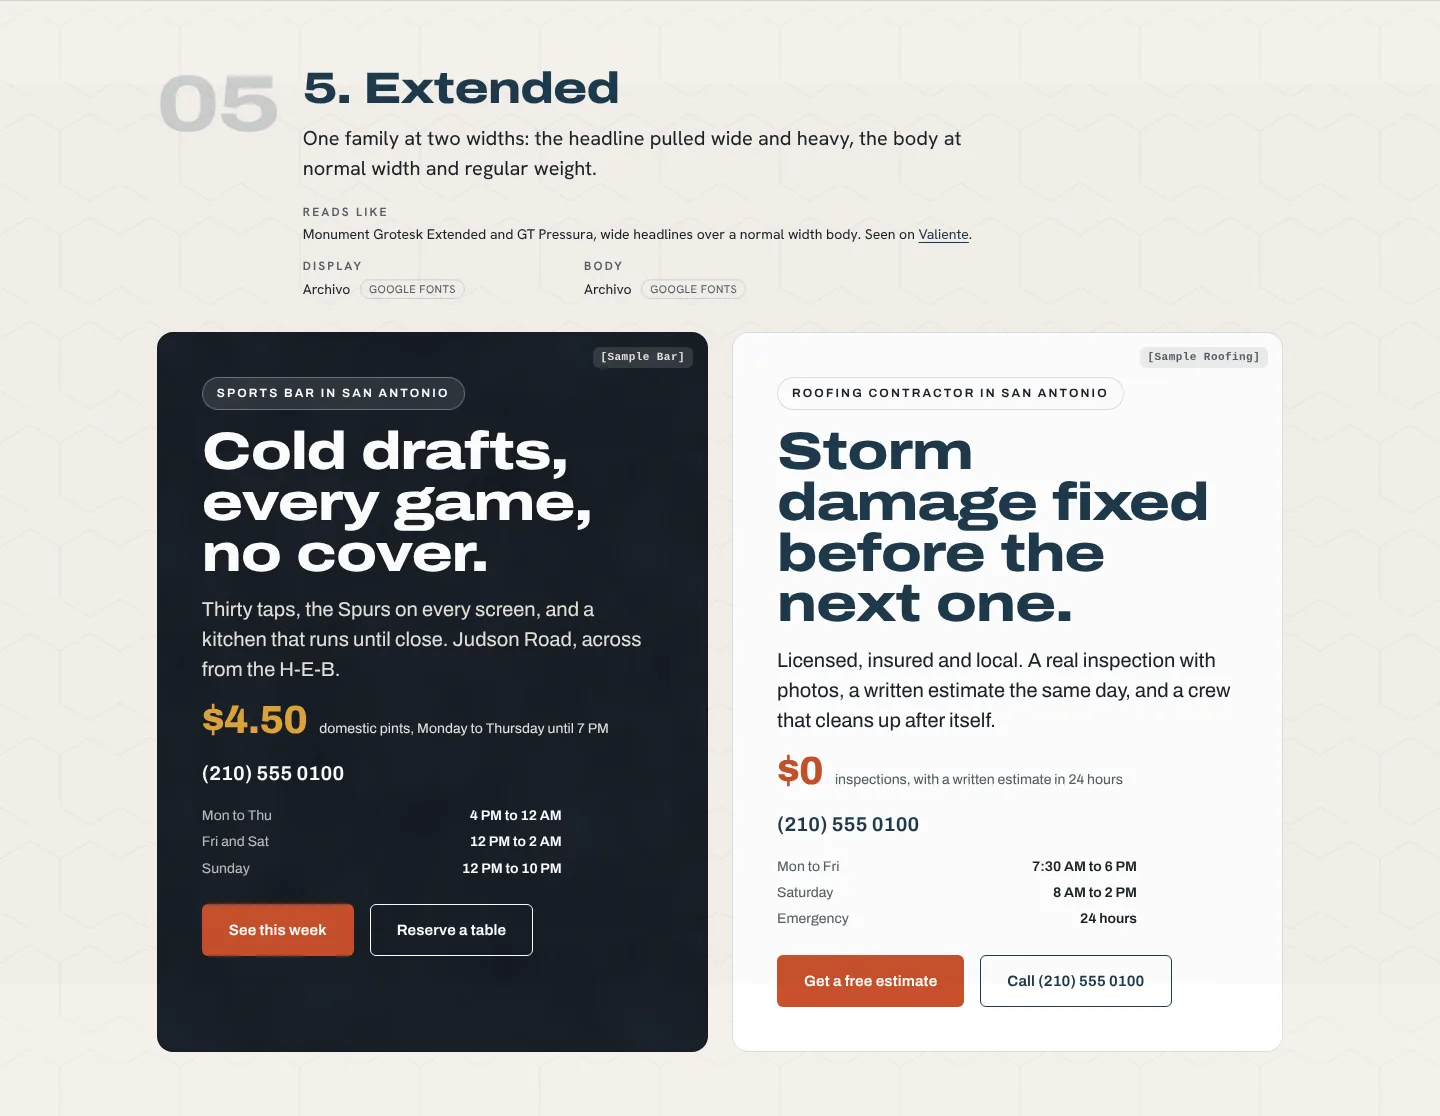 05
5. Extended
One family at two widths: the headline pulled wide and heavy, the body at
normal width and regular weight.
READS LIKE
Monument Grotesk Extended and GT Pressura, wide headlines over a normal width body. Seen on Valiente.
DISPLAY
Archivo GOOGLE FONTS
BODY
Archivo GOOGLE FONTS
[Sample Bar]
SPORTS BAR IN SAN ANTONIO
Cold drafts,
every game,
no cover.
Thirty taps, the Spurs on every screen, and a
kitchen that runs until close. Judson Road, across
from the H-E-B.
$4.50 domestic pints, Monday to Thursday until 7 PM
(210) 555 0100
Mon to Thu 4 PM to 12 AM
Fri and Sat 12 PM to 2 AM
Sunday 12 PM to 10 PM
See this week
Reserve a table
[Sample Roofing]
ROOFING CONTRACTOR IN SAN ANTONIO
Storm
damage fixed
before the
next one.
Licensed, insured and local. A real inspection with
photos, a written estimate the same day, and a crew
that cleans up after itself.
$0 inspections, with a written estimate in 24 hours
(210) 555 0100
Mon to Fri 7:30 AM to 6 PM
Saturday 8 AM to 2 PM
Emergency 24 hours
Get a free estimate
Call (210) 555 0100